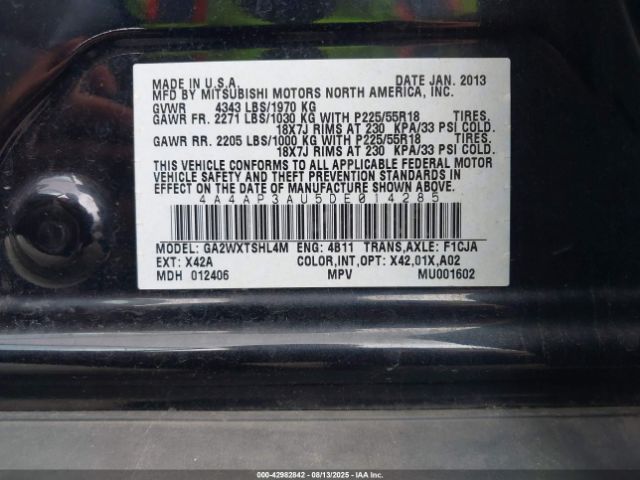 MADE IN U.S.A. DATE JAN. 2013
MFD BY MITSUBISHI MOTORS NORTH AMERICA, INC.
GVWR 4343 LBS/1970 KG
GAWR FR. 2271 LBS/1030 KG WITH P225/55R18 TIRES,
18X7J RIMS AT 230 KPA/33 PSI COLD.
GAWR RR. 2205 LBS/1000 KG WITH P225/55R18 TIRES,
18X7J RIMS AT 230 KPA/33 PSI COLD.
THIS VEHICLE CONFORMS TO ALL APPLICABLE FEDERAL MOTOR
VEHICLE SAFETY AND THEFT PREVENTION STANDARDS IN
EFFECT ON THE DATE OF MANUFACTURE SHOWN ABOVE.
4A4AP3AU5DE014285
MODEL: GA2WXTSHL4M ENG: 4B11 TRANS,AXLE: F1CJA
EXT: X42A COLOR,INT,OPT: X42,01X,A02
MDH 012406 MPV MU001602
000-42982842 - 08/13/2025 - IAAI.COM